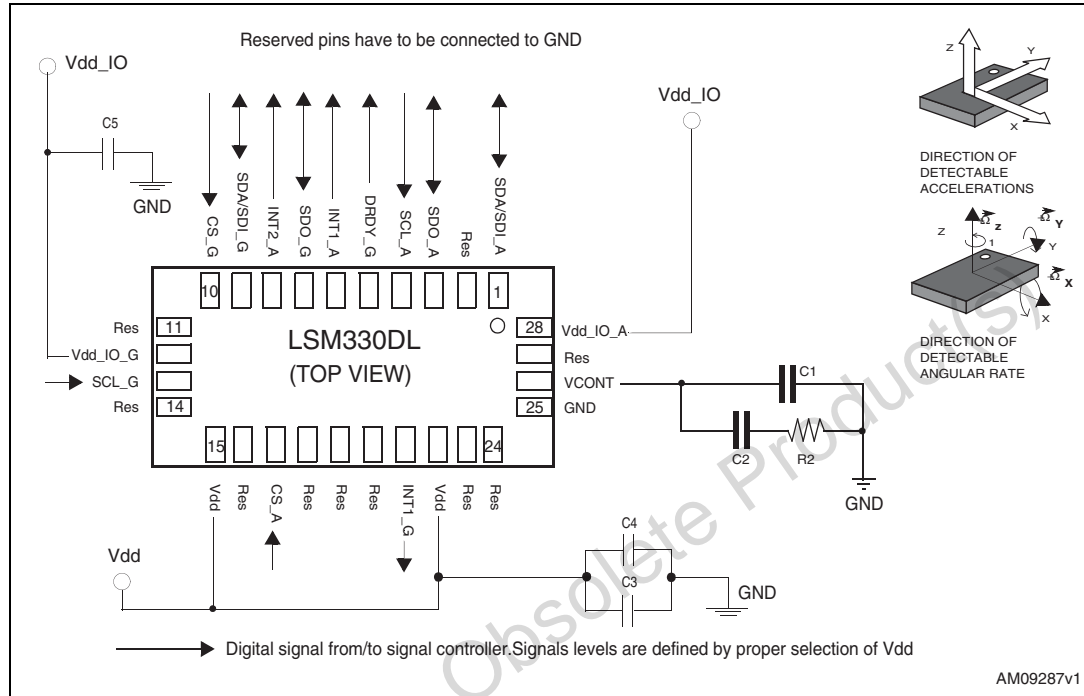 Reserved pins have to be connected to GND
Vdd_IO
C5
GND
CS_G
SDA/SDI_G
INT2_A
SDO_G
INT1_A
DRDY_G
SCL_A
SDO_A
Res
SDA/SDI_A
Vdd_IO
Z
Y
X
DIRECTION OF
DETECTABLE
ACCELERATIONS
Ω z
Z
1
Ω Y
Y
Ω X
X
DIRECTION OF
DETECTABLE
ANGULAR RATE
10
1
Res
11
Vdd_IO_G
SCL_G
Res
14
LSM330DL
(TOP VIEW)
28
Vdd_IO_A
Res
VCONT
25
GND
C1
C2
R2
GND
15
24
Vdd
Res
CS_A
Res
Res
Res
INT1_G
Vdd
Res
Res
Vdd
C4
C3
GND
Digital signal from/to signal controller.Signals levels are defined by proper selection of Vdd
Obsolete Product(s)
AM09287v1